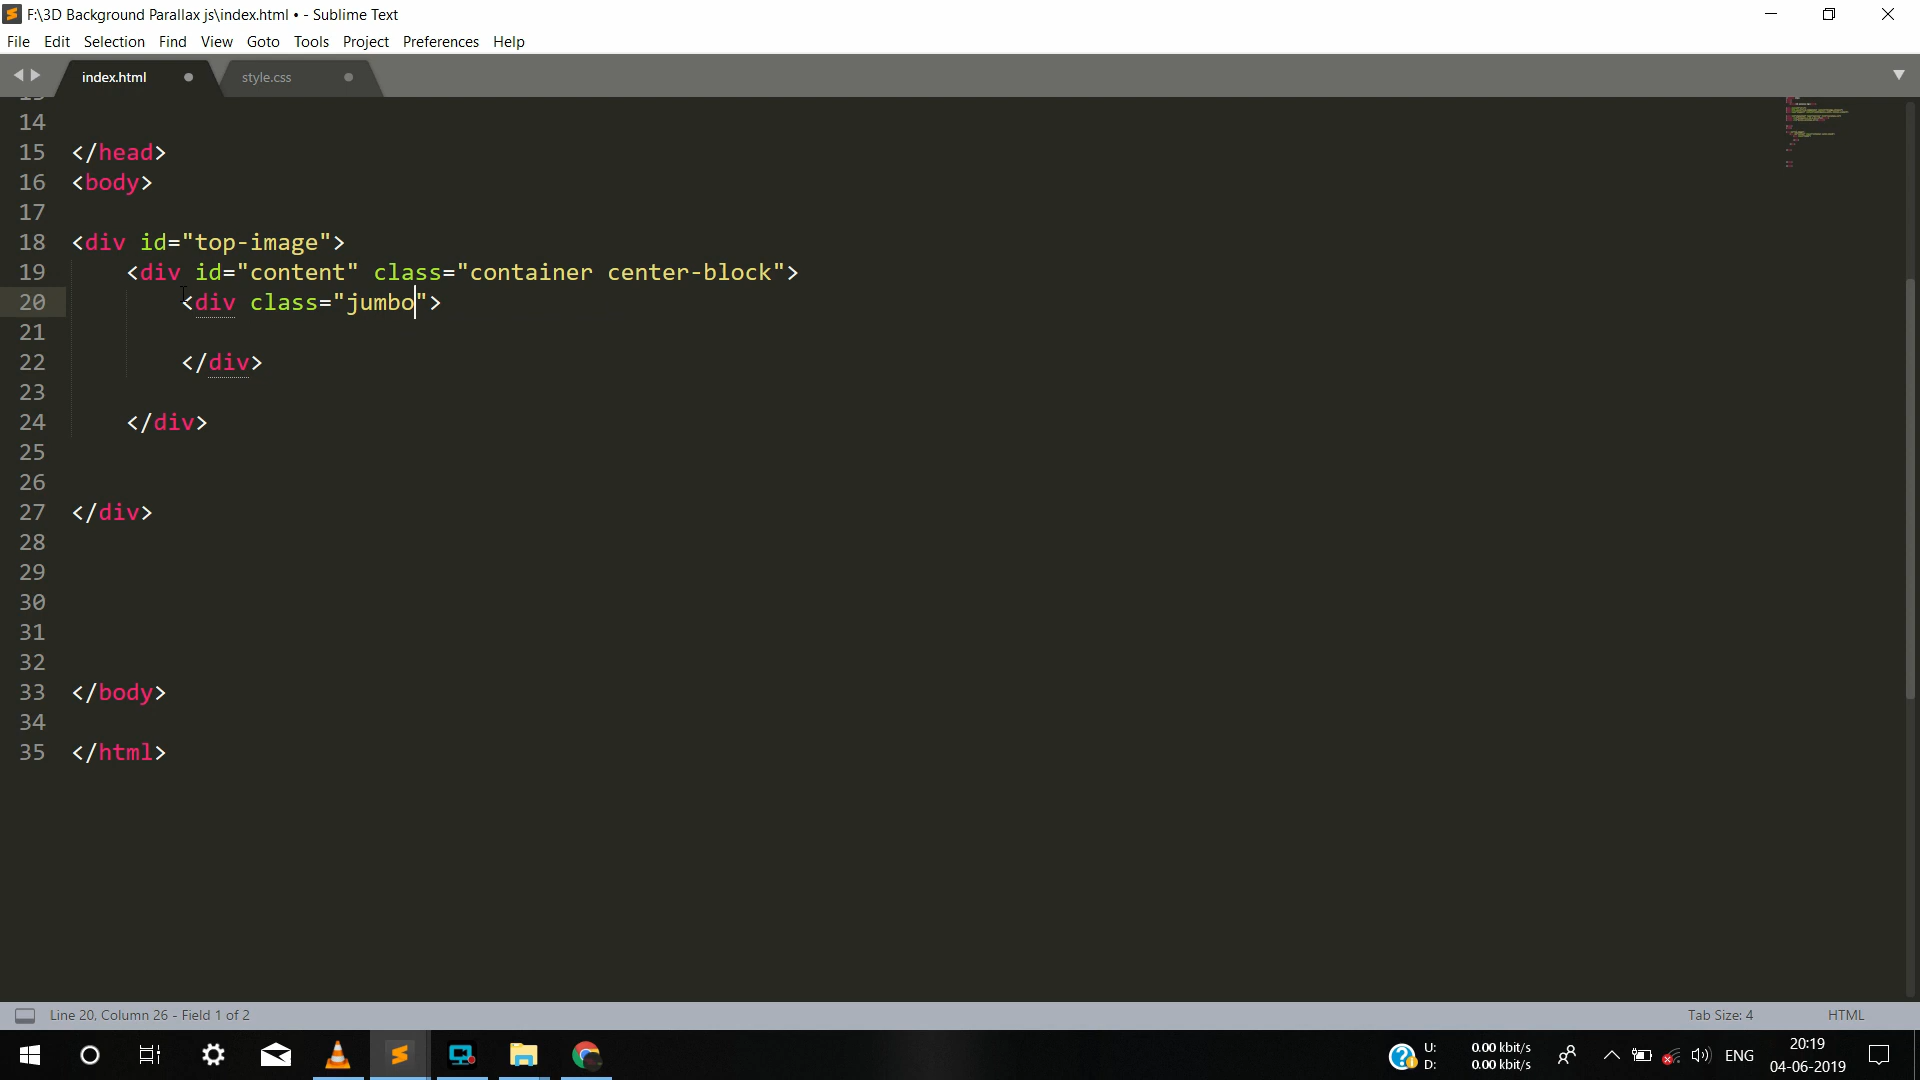 F:\3D Background Parallax js\index.html • - Sublime Text
File Edit Selection Find View Goto Tools Project Preferences Help
index.html style.css
14
15 </head>
16 <body>
17
18 <div id="top-image">
19 <div id="content" class="container center-block">
20 <div class="jumbo">
21
22 </div>
23
24 </div>
25
26
27 </div>
28
29
30
31
32
33 </body>
34
35 </html>
Line 20, Column 26 - Field 1 of 2 Tab Size: 4 HTML
U: 0.00 kbit/s
D: 0.00 kbit/s
ENG
20:19
04-06-2019